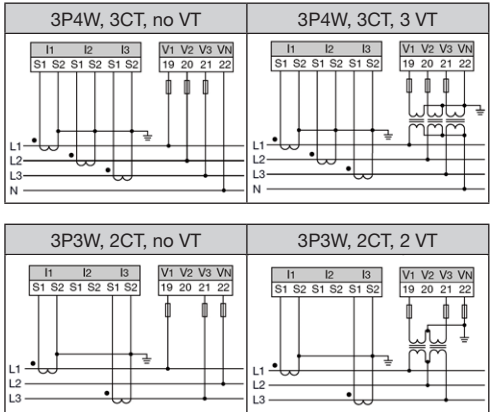 3P4W, 3CT, no VT
I1 I2 I3
S1 S2 S1 S2 S1 S2
V1 V2 V3 VN
19 20 21 22
L1
L2
L3
N
3P4W, 3CT, 3 VT
I1 I2 I3
S1 S2 S1 S2 S1 S2
V1 V2 V3 VN
19 20 21 22
L1
L2
L3
N
3P3W, 2CT, no VT
I1 I2 I3
S1 S2 S1 S2 S1 S2
V1 V2 V3 VN
19 20 21 22
L1
L2
L3
3P3W, 2CT, 2 VT
I1 I2 I3
S1 S2 S1 S2 S1 S2
V1 V2 V3 VN
19 20 21 22
L1
L2
L3